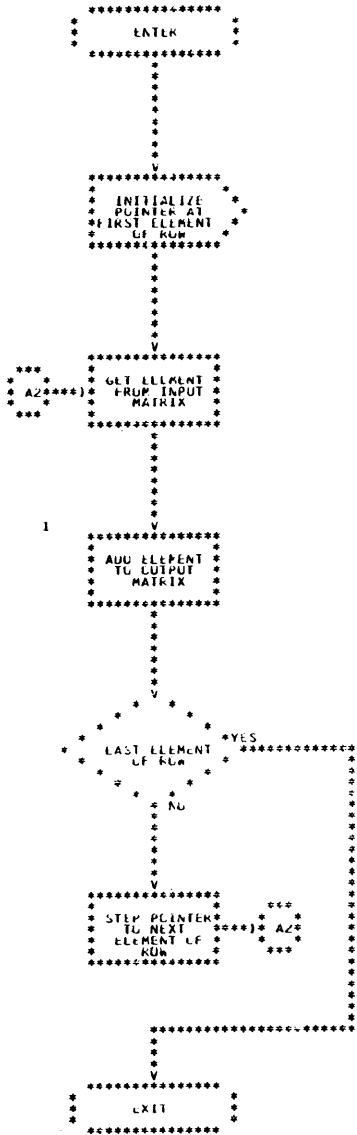 ENTER
INITIALIZE
POINTER AT
FIRST ELEMENT
OF ROW
A2
GET ELEMENT
FROM INPUT
MATRIX
1
ADD ELEMENT
TO OUTPUT
MATRIX
YES
LAST ELEMENT
OF ROW
NO
STEP POINTER
TO NEXT
ELEMENT OF
ROW
A2
EXIT